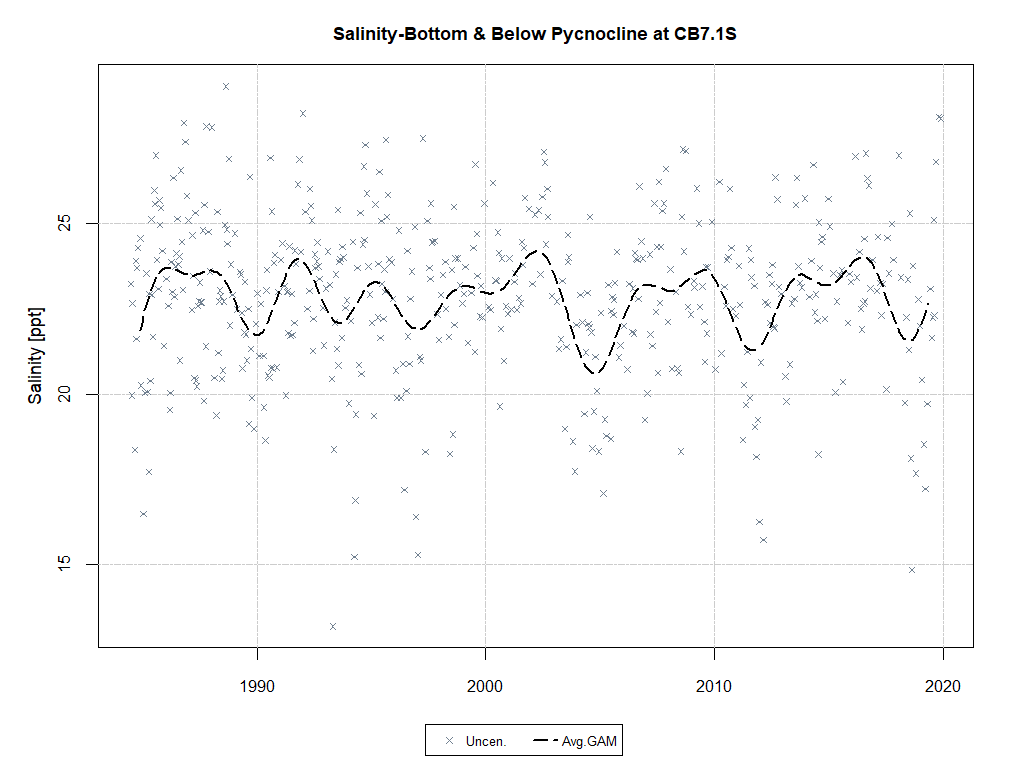 Salinity-Bottom & Below Pycnocline at CB7.1S
Salinity [ppt]
25
20
15
1990 2000 2010 2020
Uncen. Avg.GAM